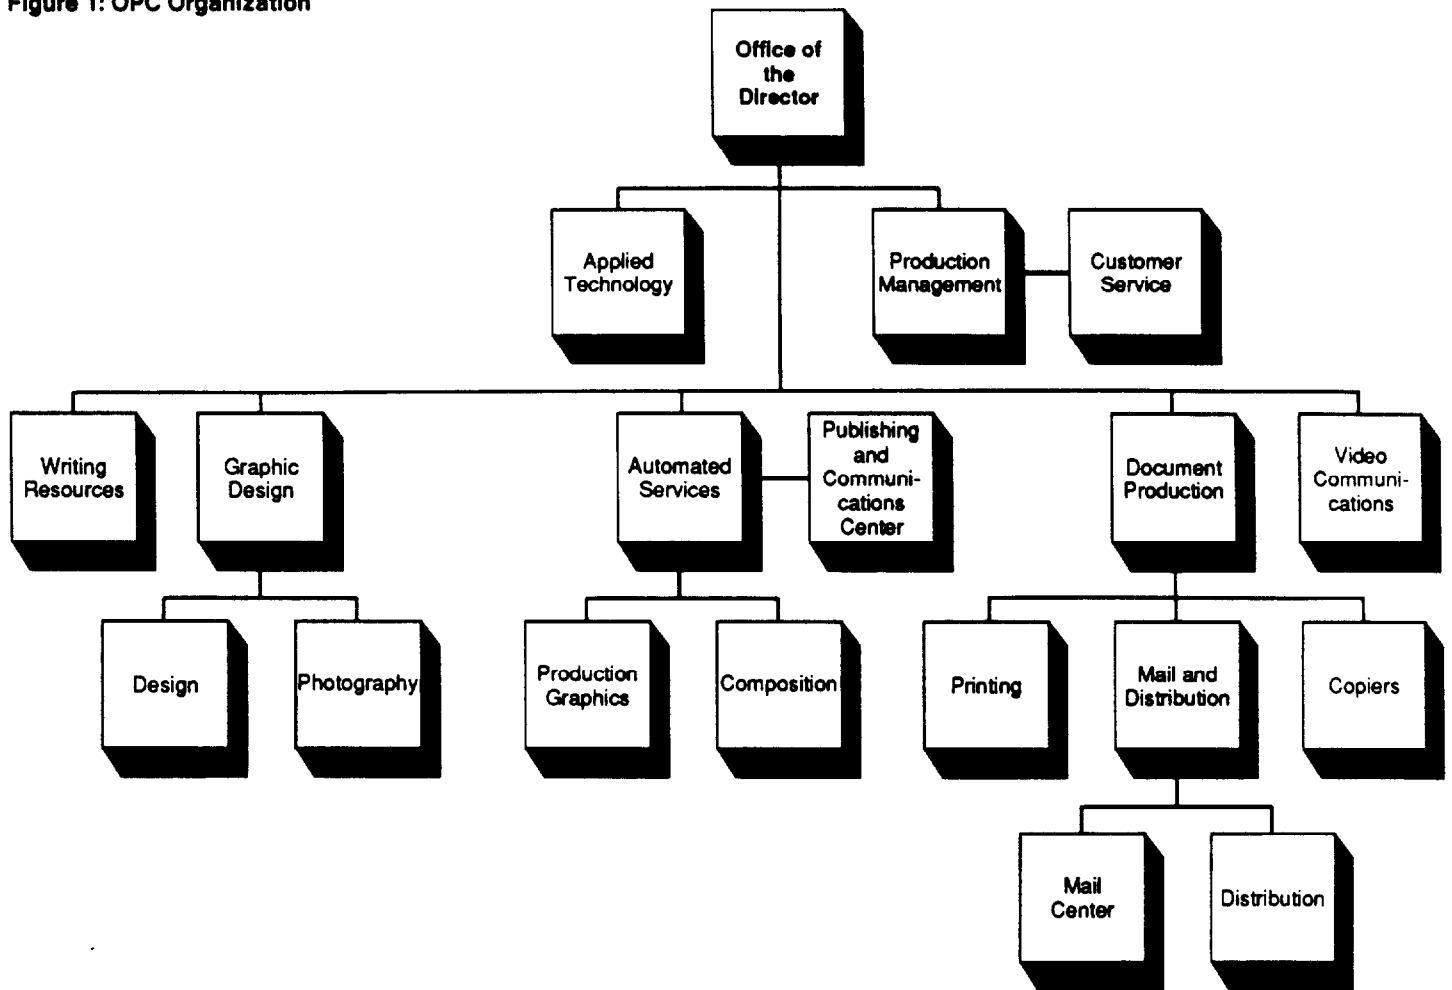 Figure 1: OPC Organization
Office of
the
Director
Applied
Technology
Production
Management
Customer
Service
Writing
Resources
Graphic
Design
Automated
Services
Publishing
and
Communi-
cations
Center
Document
Production
Video
Communi-
cations
Design
Photography
Production
Graphics
Composition
Printing
Mail and
Distribution
Copiers
Mail
Center
Distribution